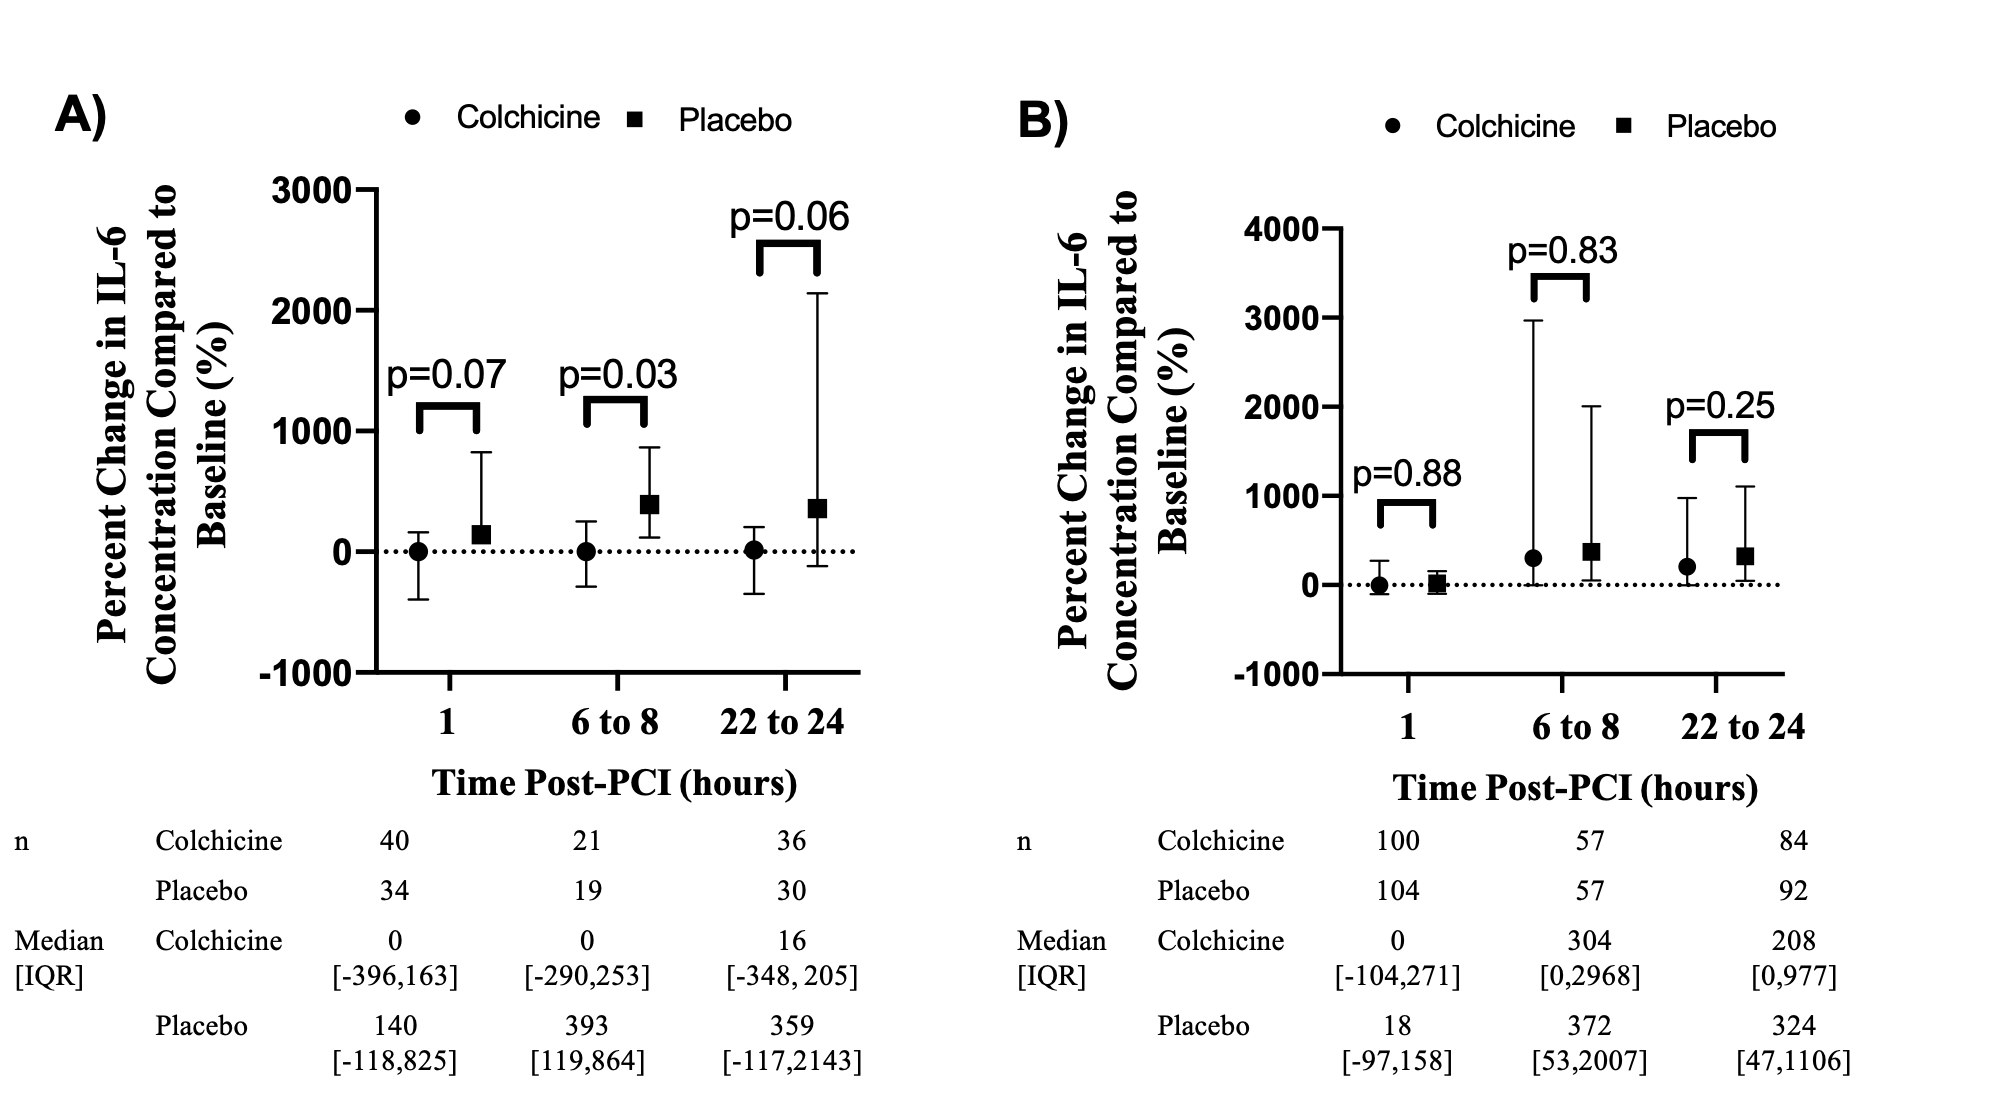 A)
Colchicine Placebo
Percent Change in IL-6
Concentration Compared to
Baseline (%)
3000
2000
1000
0
-1000
p=0.07
p=0.03
p=0.06
1 6 to 8 22 to 24
Time Post-PCI (hours)
n Colchicine 40 21 36
Placebo 34 19 30
Median Colchicine 0 0 16
[IQR] [-396,163] [-290,253] [-348, 205]
Placebo 140 393 359
[-118,825] [119,864] [-117,2143]
B)
Colchicine Placebo
Percent Change in IL-6
Concentration Compared to
Baseline (%)
4000
3000
2000
1000
0
-1000
p=0.88
p=0.83
p=0.25
1 6 to 8 22 to 24
Time Post-PCI (hours)
n Colchicine 100 57 84
Placebo 104 57 92
Median Colchicine 0 304 208
[IQR] [-104,271] [0,2968] [0,977]
Placebo 18 372 324
[-97,158] [53,2007] [47,1106]